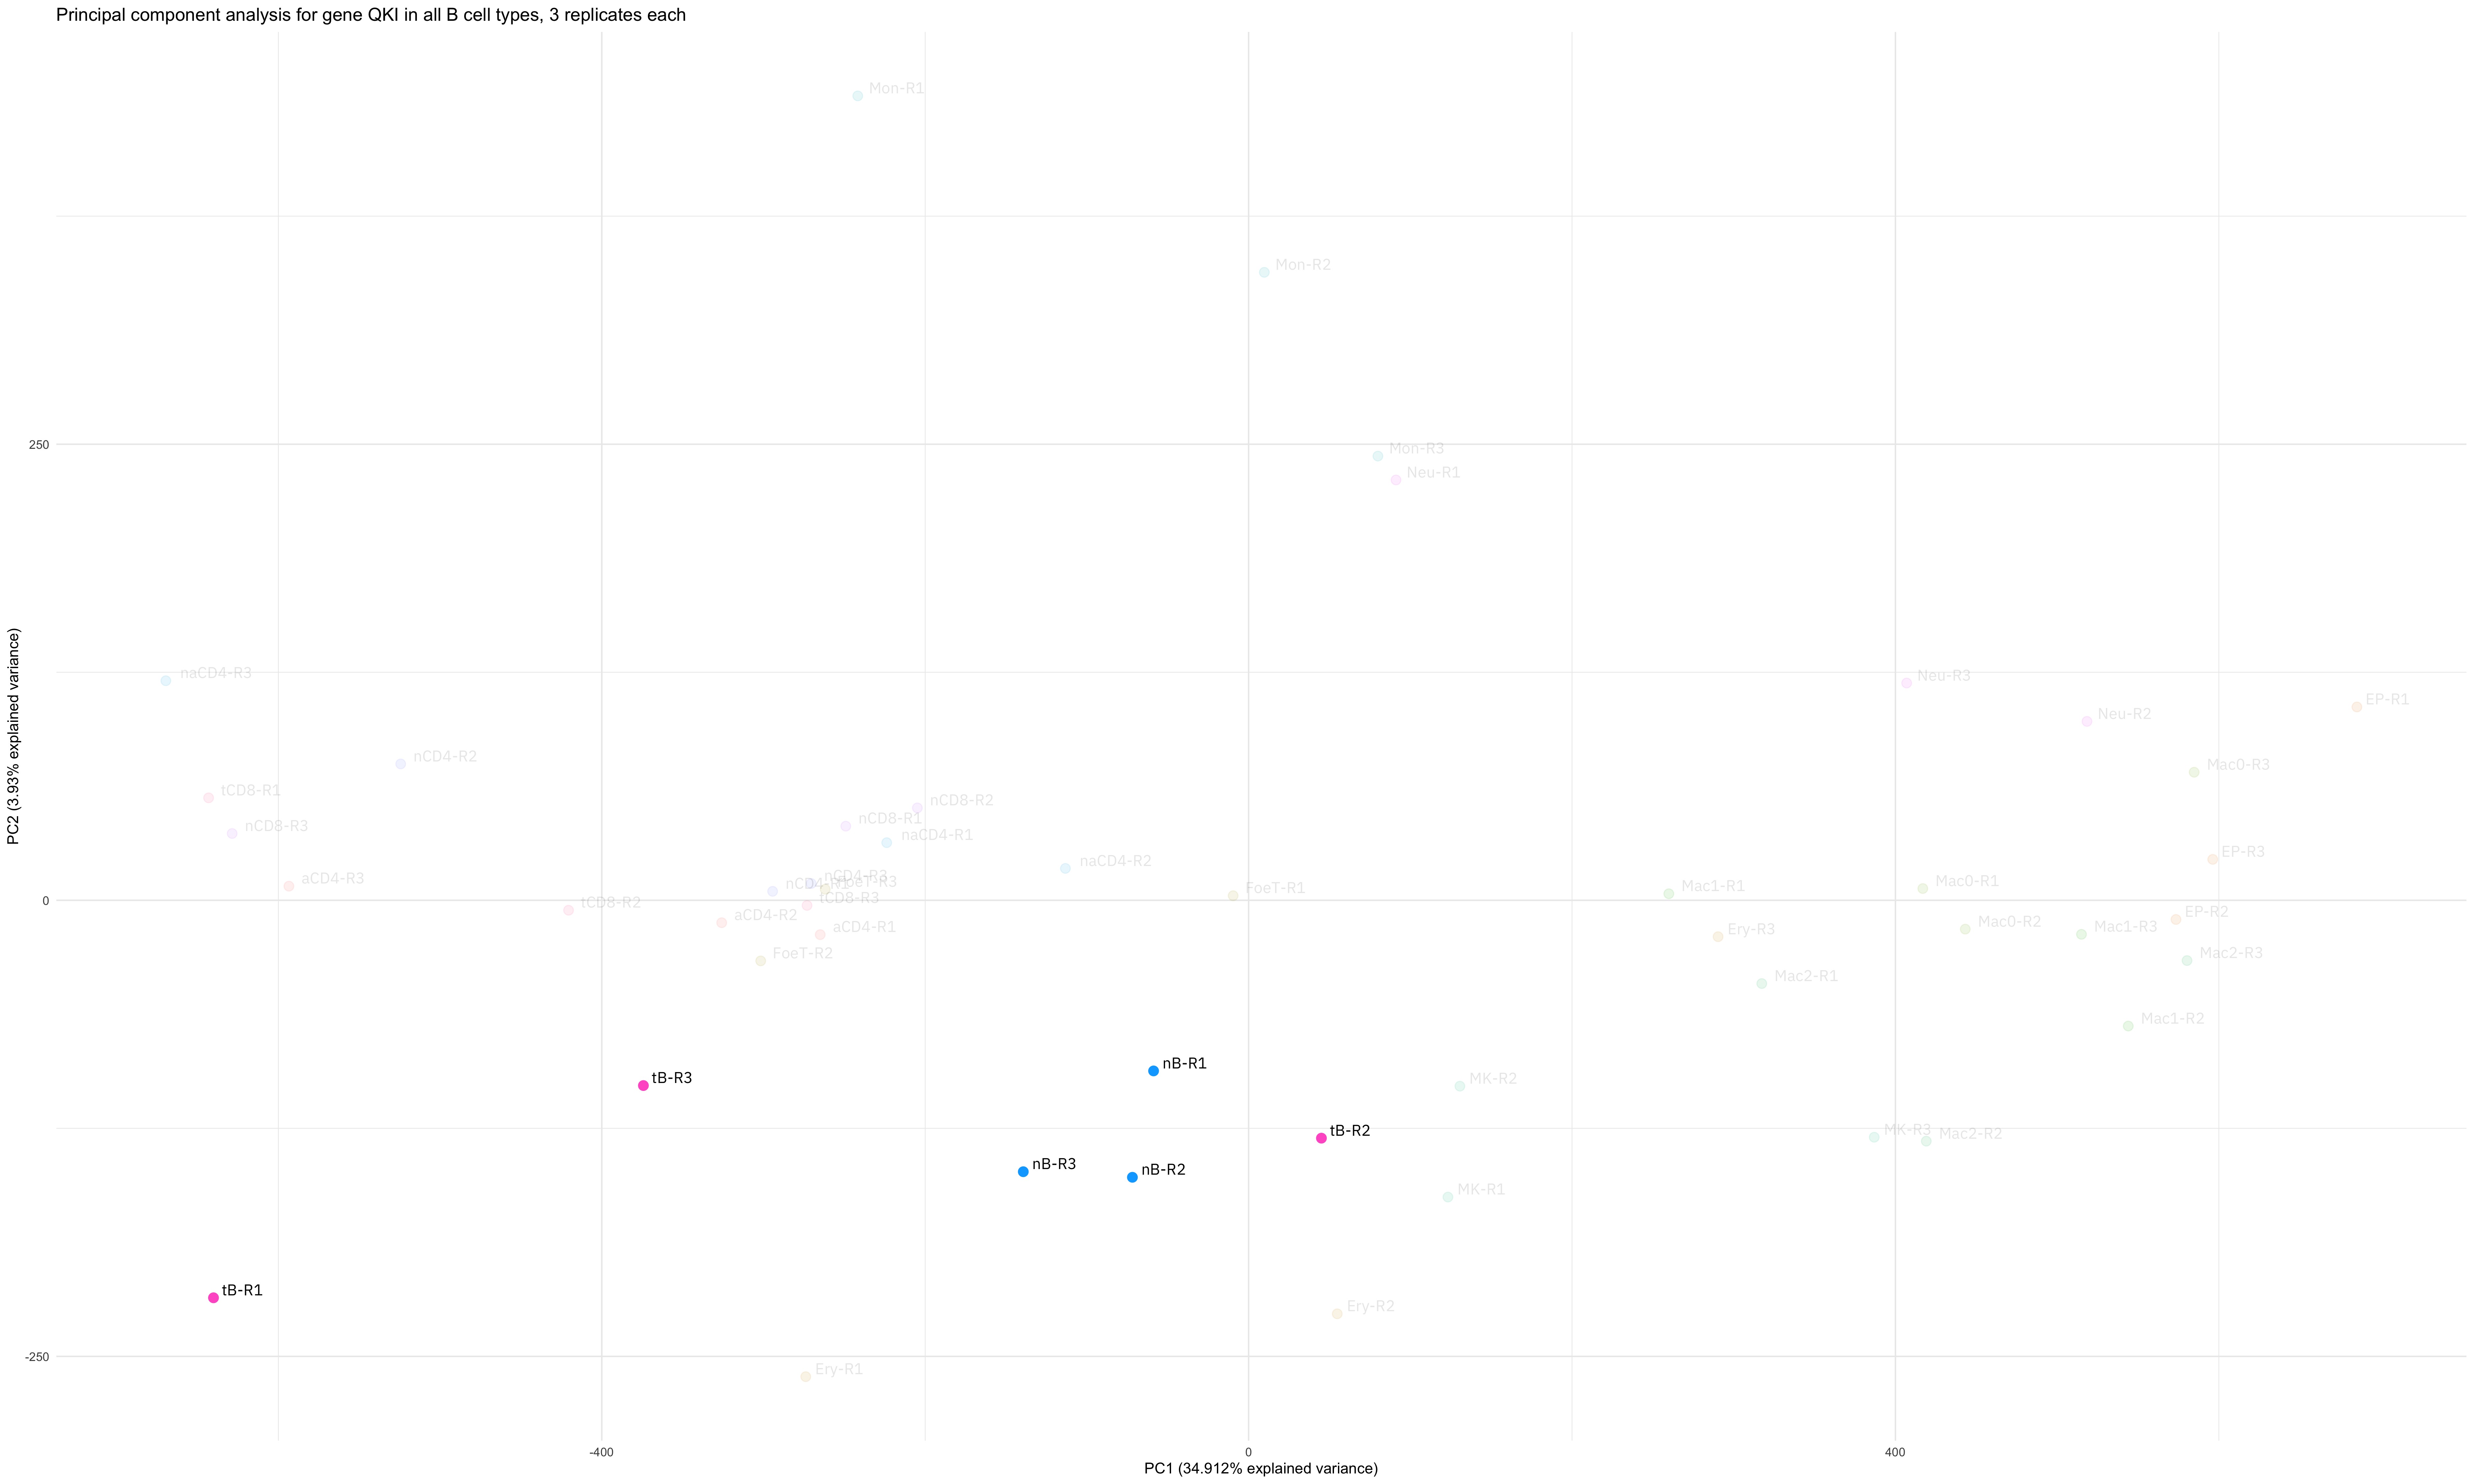 Principal component analysis for gene QKI in all B cell types, 3 replicates each
Mon-R1
Mon-R2
250
Mon-R3
Neu-R1
PC2 (3.93% explained variance)
naCD4-R3
Neu-R3
EP-R1
Neu-R2
nCD4-R2
Mac0-R3
tCD8-R1
nCD8-R2
nCD8-R1
nCD8-R3
naCD4-R1
EP-R3
naCD4-R2
nCD4-R3
aCD4-R3
nCD4-R1
FoeT-R3
Mac0-R1
Mac1-R1
FoeT-R1
0
tCD8-R3
tCD8-R2
EP-R2
aCD4-R2
Mac0-R2
aCD4-R1
Mac1-R3
Ery-R3
FoeT-R2
Mac2-R3
Mac2-R1
Mac1-R2
nB-R1
tB-R3
MK-R2
tB-R2
MK-R3
Mac2-R2
nB-R3
nB-R2
MK-R1
tB-R1
Ery-R2
-250
Ery-R1
-400
0
400
PC1 (34.912% explained variance)